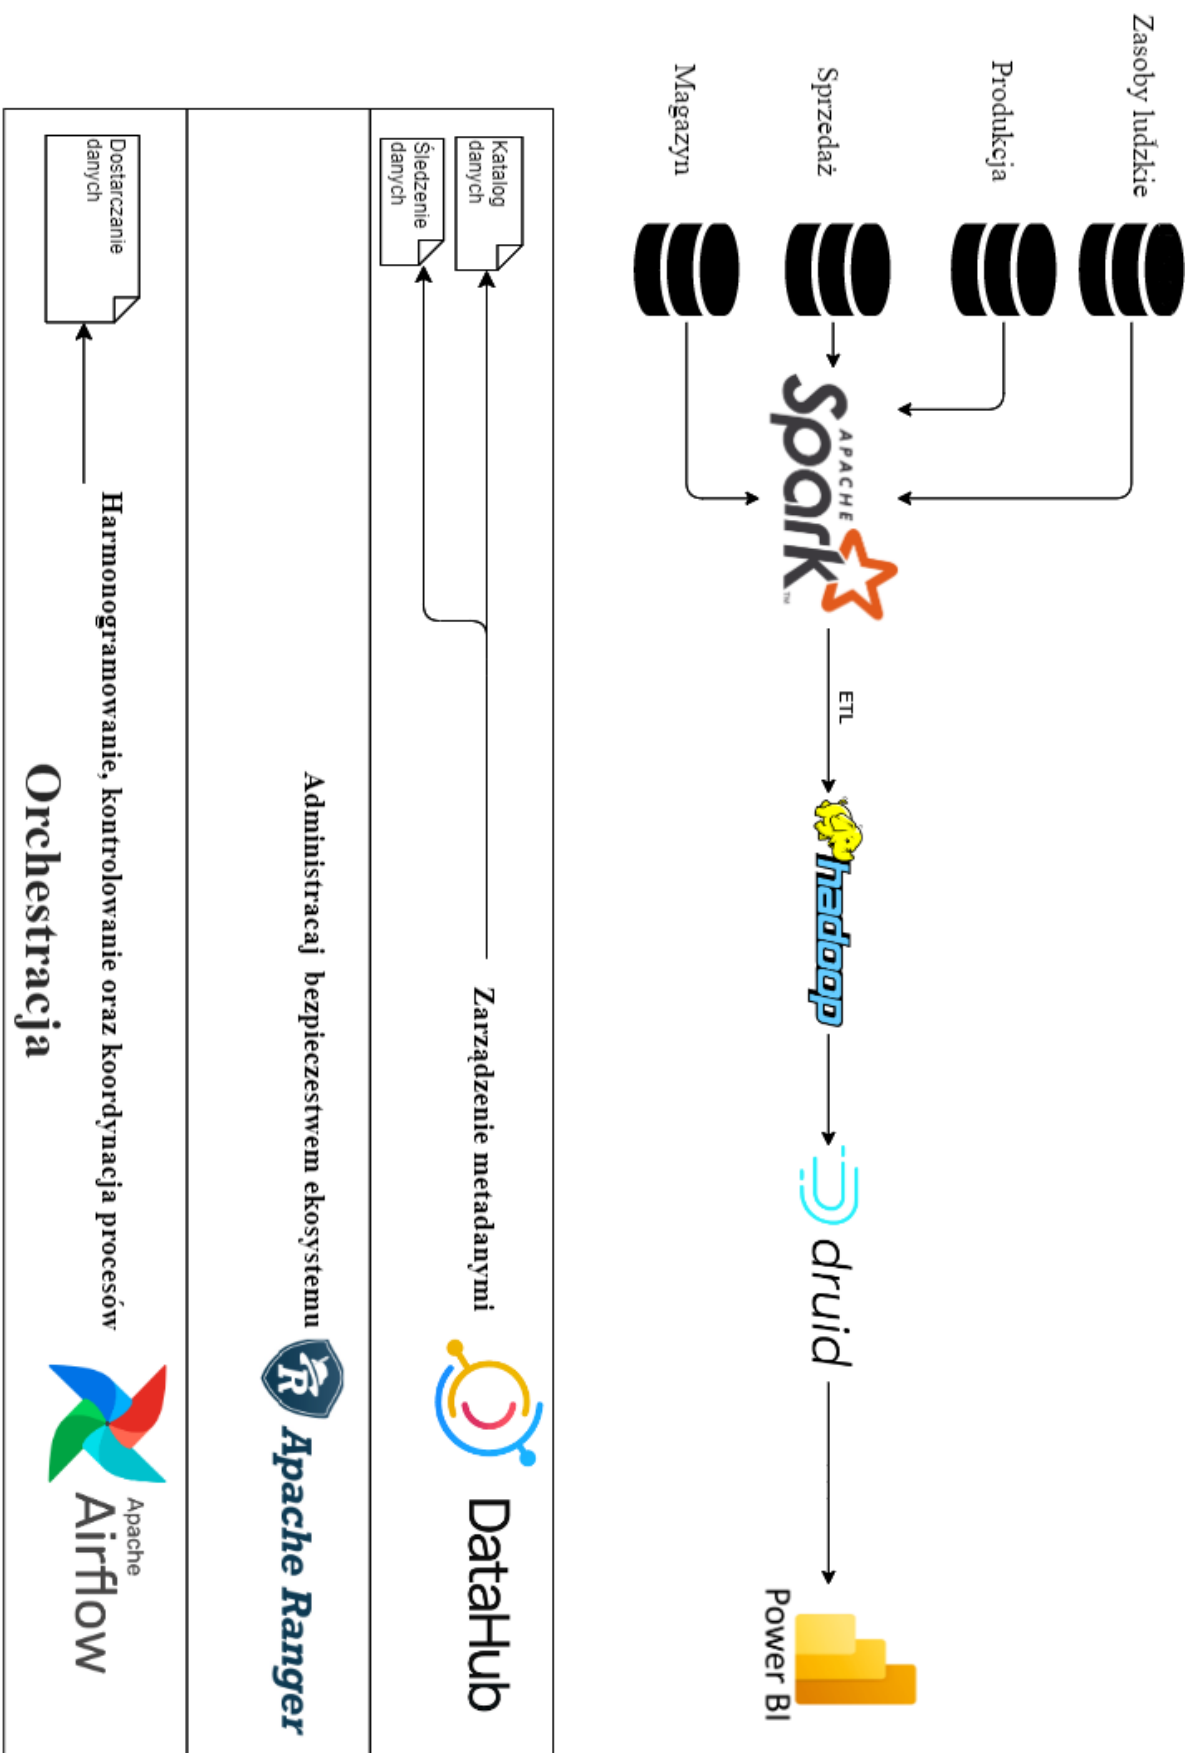 Zasoby ludzkie
Produkcja
Sprzedaż
Magazyn
APACHE
Spark
TM
ETL
hadoop
druid
Power BI
Katalog
danych
Śledzenie
danych
Zarządzenie metadanymi
DataHub
Administracaj bezpieczestwem ekosystemu
R
Apache Ranger
Dostarczanie
danych
Harmonogramowanie, kontrolowanie oraz koordynacja procesów
Orchestracja
Apache
Airflow